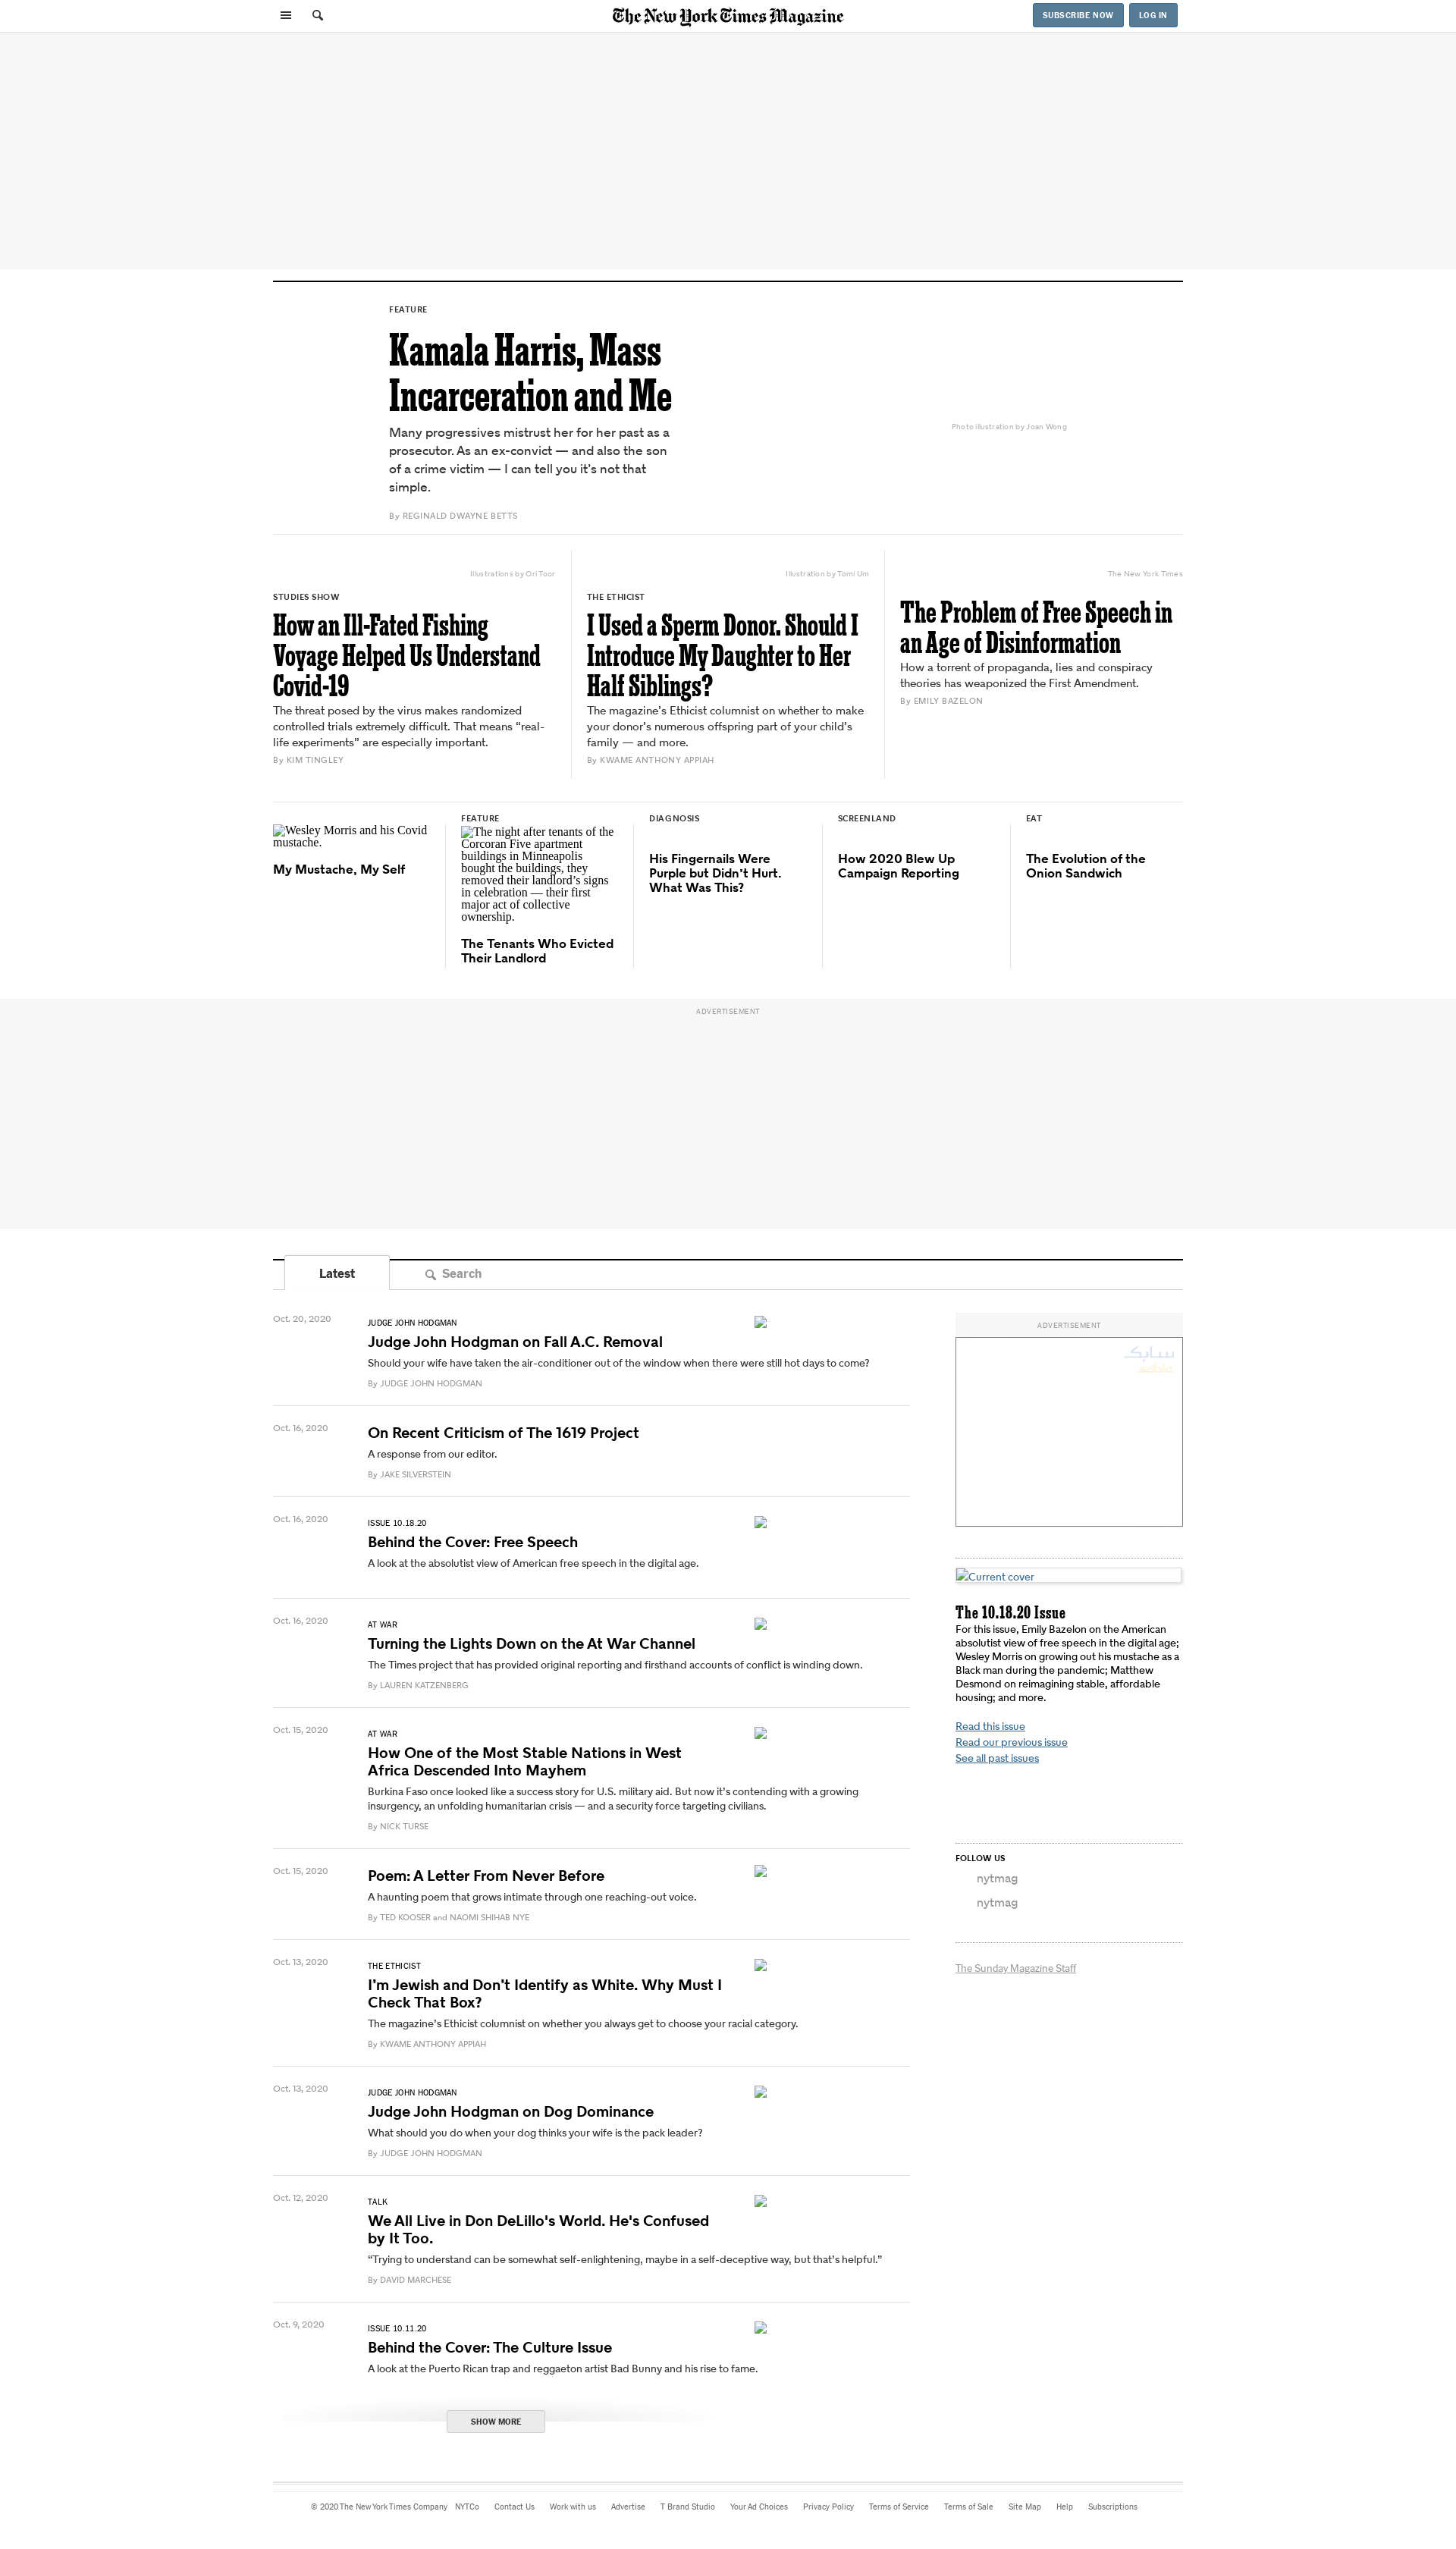 The New York Times Magazine
SUBSCRIBE NOW
LOG IN
FEATURE
Kamala Harris, Mass
Incarceration and Me
Many progressives mistrust her for her past as a
prosecutor. As an ex-convict — and also the son
of a crime victim — I can tell you it’s not that
simple.
By REGINALD DWAYNE BETTS
Photo illustration by Joan Wong
Illustrations by Ori Toor
STUDIES SHOW
How an Ill-Fated Fishing
Voyage Helped Us Understand
Covid-19
The threat posed by the virus makes randomized
controlled trials extremely difficult. That means “real-
life experiments” are especially important.
By KIM TINGLEY
Illustration by Tomi Um
THE ETHICIST
I Used a Sperm Donor. Should I
Introduce My Daughter to Her
Half Siblings?
The magazine’s Ethicist columnist on whether to make
your donor’s numerous offspring part of your child’s
family — and more.
By KWAME ANTHONY APPIAH
The New York Times
The Problem of Free Speech in
an Age of Disinformation
How a torrent of propaganda, lies and conspiracy
theories has weaponized the First Amendment.
By EMILY BAZELON
Wesley Morris and his Covid
mustache.
My Mustache, My Self
FEATURE
The night after tenants of the
Corcoran Five apartment
buildings in Minneapolis
bought the buildings, they
removed their landlord’s signs
in celebration — their first
major act of collective
ownership.
The Tenants Who Evicted
Their Landlord
DIAGNOSIS
His Fingernails Were
Purple but Didn’t Hurt.
What Was This?
SCREENLAND
How 2020 Blew Up
Campaign Reporting
EAT
The Evolution of the
Onion Sandwich
ADVERTISEMENT
Latest
Search
Oct. 20, 2020
JUDGE JOHN HODGMAN
Judge John Hodgman on Fall A.C. Removal
Should your wife have taken the air-conditioner out of the window when there were still hot days to come?
By JUDGE JOHN HODGMAN
Oct. 16, 2020
On Recent Criticism of The 1619 Project
A response from our editor.
By JAKE SILVERSTEIN
Oct. 16, 2020
ISSUE 10.18.20
Behind the Cover: Free Speech
A look at the absolutist view of American free speech in the digital age.
Oct. 16, 2020
AT WAR
Turning the Lights Down on the At War Channel
The Times project that has provided original reporting and firsthand accounts of conflict is winding down.
By LAUREN KATZENBERG
Oct. 15, 2020
AT WAR
How One of the Most Stable Nations in West
Africa Descended Into Mayhem
Burkina Faso once looked like a success story for U.S. military aid. But now it’s contending with a growing
insurgency, an unfolding humanitarian crisis — and a security force targeting civilians.
By NICK TURSE
Oct. 15, 2020
Poem: A Letter From Never Before
A haunting poem that grows intimate through one reaching-out voice.
By TED KOOSER and NAOMI SHIHAB NYE
Oct. 13, 2020
THE ETHICIST
I’m Jewish and Don’t Identify as White. Why Must I
Check That Box?
The magazine’s Ethicist columnist on whether you always get to choose your racial category.
By KWAME ANTHONY APPIAH
Oct. 13, 2020
JUDGE JOHN HODGMAN
Judge John Hodgman on Dog Dominance
What should you do when your dog thinks your wife is the pack leader?
By JUDGE JOHN HODGMAN
Oct. 12, 2020
TALK
We All Live in Don DeLillo's World. He's Confused
by It Too.
“Trying to understand can be somewhat self-enlightening, maybe in a self-deceptive way, but that’s helpful.”
By DAVID MARCHESE
Oct. 9, 2020
ISSUE 10.11.20
Behind the Cover: The Culture Issue
A look at the Puerto Rican trap and reggaeton artist Bad Bunny and his rise to fame.
SHOW MORE
ADVERTISEMENT
سابك
sabic
Current cover
The 10.18.20 Issue
For this issue, Emily Bazelon on the American
absolutist view of free speech in the digital age;
Wesley Morris on growing out his mustache as a
Black man during the pandemic; Matthew
Desmond on reimagining stable, affordable
housing; and more.
Read this issue
Read our previous issue
See all past issues
FOLLOW US
nytmag
nytmag
The Sunday Magazine Staff
© 2020 The New York Times Company NYTCo Contact Us Work with us Advertise T Brand Studio Your Ad Choices Privacy Policy Terms of Service Terms of Sale Site Map Help Subscriptions